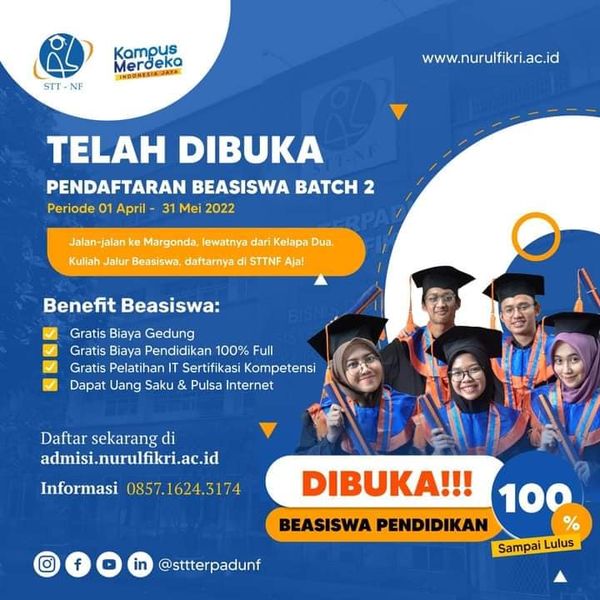 STT - NF
Kampus
Merdeka
INDONESIA JAYA
www.nurulfikri.ac.id
TELAH DIBUKA
PENDAFTARAN BEASISWA BATCH 2
Periode 01 April - 31 Mei 2022
Jalan-jalan ke Margonda, lewatnya dari Kelapa Dua.
Kuliah Jalur Beasiswa, daftarnya di STTNF Aja!
Benefit Beasiswa:
Gratis Biaya Gedung
Gratis Biaya Pendidikan 100% Full
Gratis Pelatihan IT Sertifikasi Kompetensi
Dapat Uang Saku & Pulsa Internet
Daftar sekarang di
admisi.nurulfikri.ac.id
Informasi 0857.1624.3174
DIBUKA!!!
BEASISWA PENDIDIKAN
100
%
Sampai Lulus
@sttterpadunf